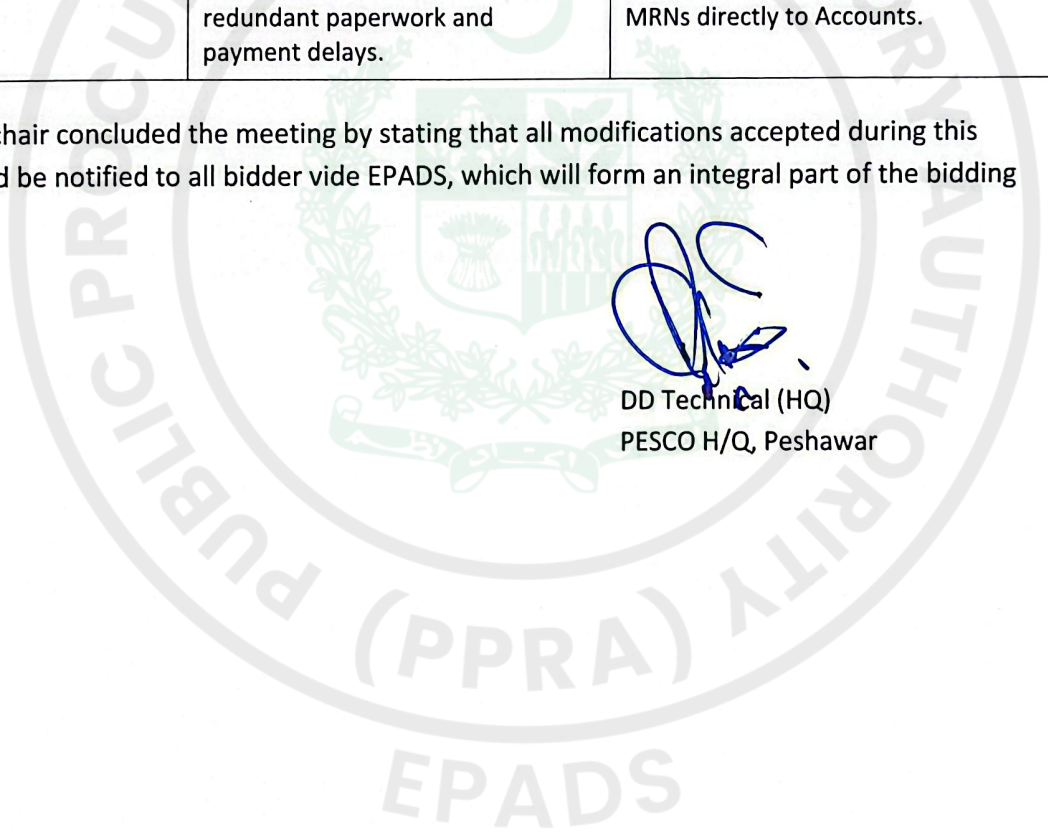 redundant paperwork and
payment delays.
MRNs directly to Accounts.
hair concluded the meeting by stating that all modifications accepted during this
d be notified to all bidder vide EPADS, which will form an integral part of the bidding
DD Technical (HQ)
PESCO H/Q, Peshawar
PUBLIC PROCU
ORY AUTHORITY
(PPRA)
EPADS